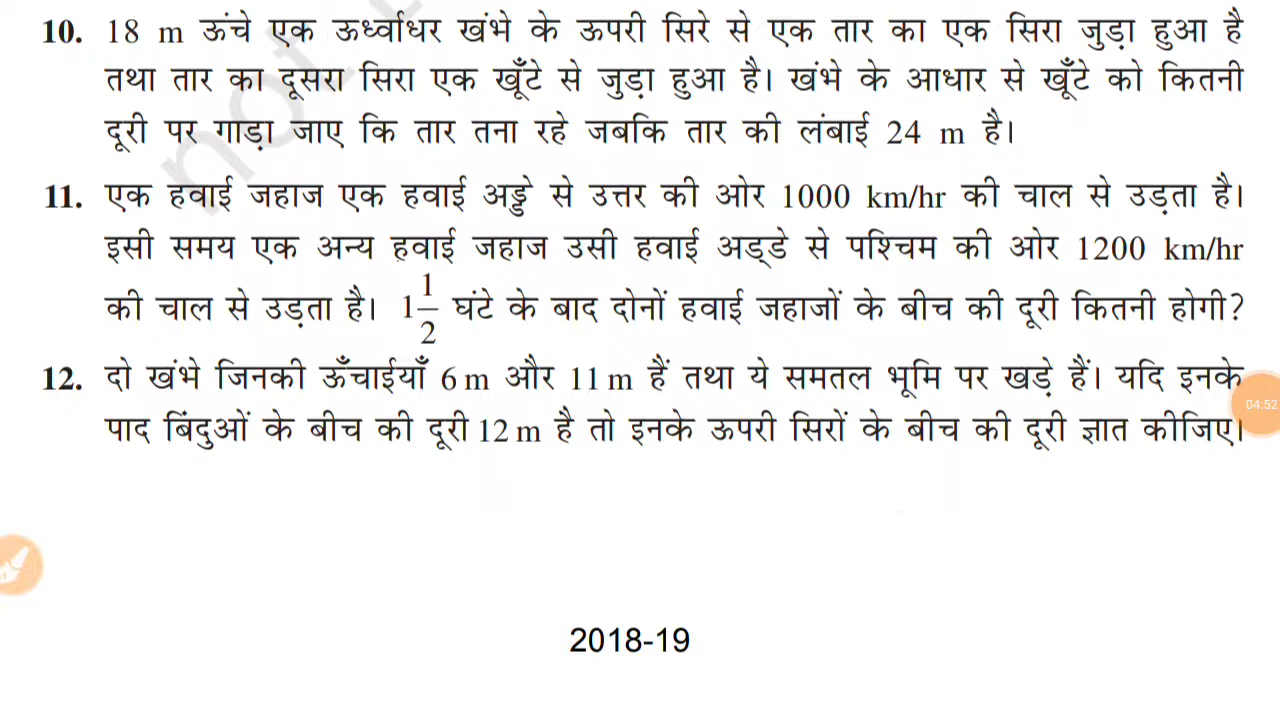 10. 18 m ऊंचे एक ऊर्ध्वाधर खंभे के ऊपरी सिरे से एक तार का एक सिरा जुड़ा हुआ है
तथा तार का दूसरा सिरा एक खूँटे से जुड़ा हुआ है। खंभे के आधार से खूँटे को कितनी
दूरी पर गाड़ा जाए कि तार तना रहे जबकि तार की लंबाई 24 m है।
11. एक हवाई जहाज एक हवाई अड्डे से उत्तर की ओर 1000 km/hr की चाल से उड़ता है।
इसी समय एक अन्य हवाई जहाज उसी हवाई अड्डे से पश्चिम की ओर 1200 km/hr
की चाल से उड़ता है। 1 1/2 घंटे के बाद दोनों हवाई जहाजों के बीच की दूरी कितनी होगी?
12. दो खंभे जिनकी ऊँचाईयाँ 6 m और 11 m हैं तथा ये समतल भूमि पर खड़े हैं। यदि इनके
पाद बिंदुओं के बीच की दूरी 12 m है तो इनके ऊपरी सिरों के बीच की दूरी ज्ञात कीजिए।
04:52
not
2018-19